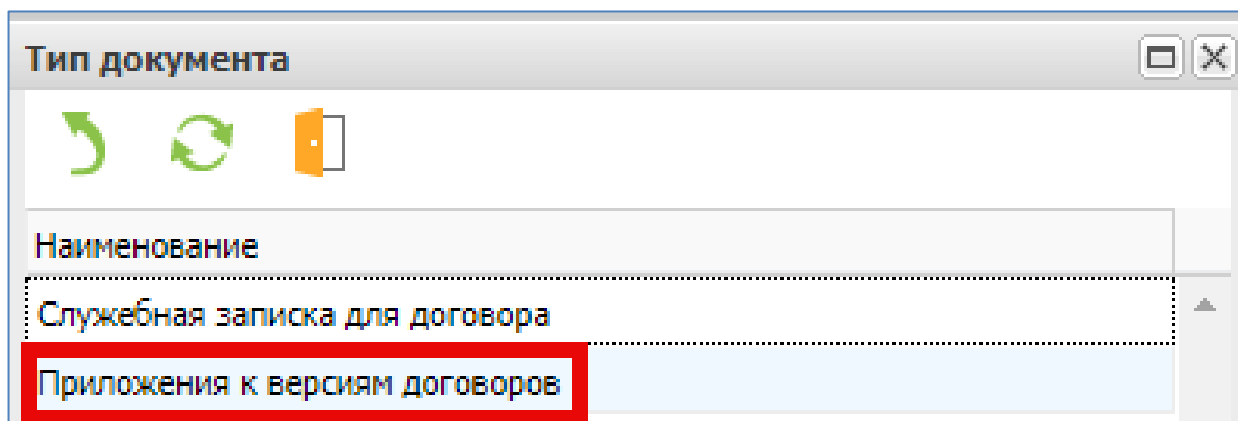 Тип документа
Наименование
Служебная записка для договора
Приложения к версиям договоров